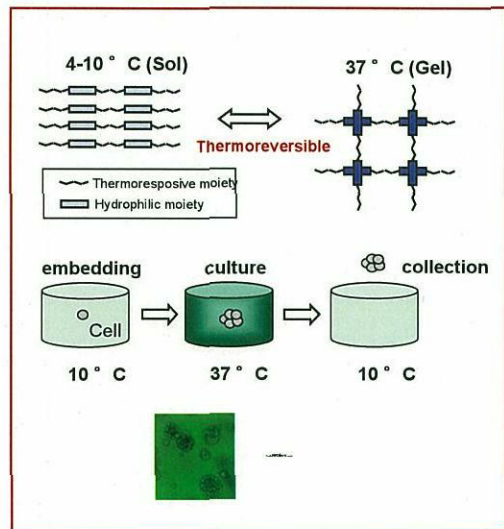 4-10 ° C (Sol)
37 ° C (Gel)
Thermoreversible
Thermoresposive moiety
Hydrophilic moiety
embedding
culture
collection
Cell
10 ° C
37 ° C
10 ° C